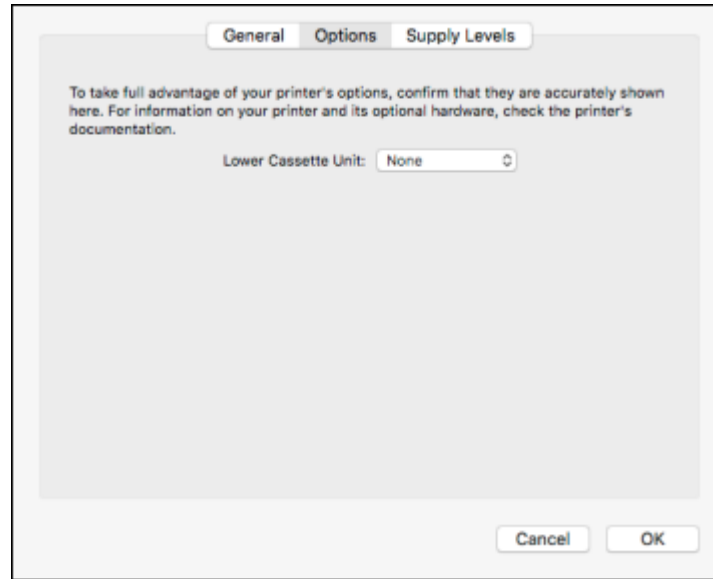 General Options Supply Levels
To take full advantage of your printer's options, confirm that they are accurately shown
here. For information on your printer and its optional hardware, check the printer's
documentation.
Lower Cassette Unit: None
Cancel OK